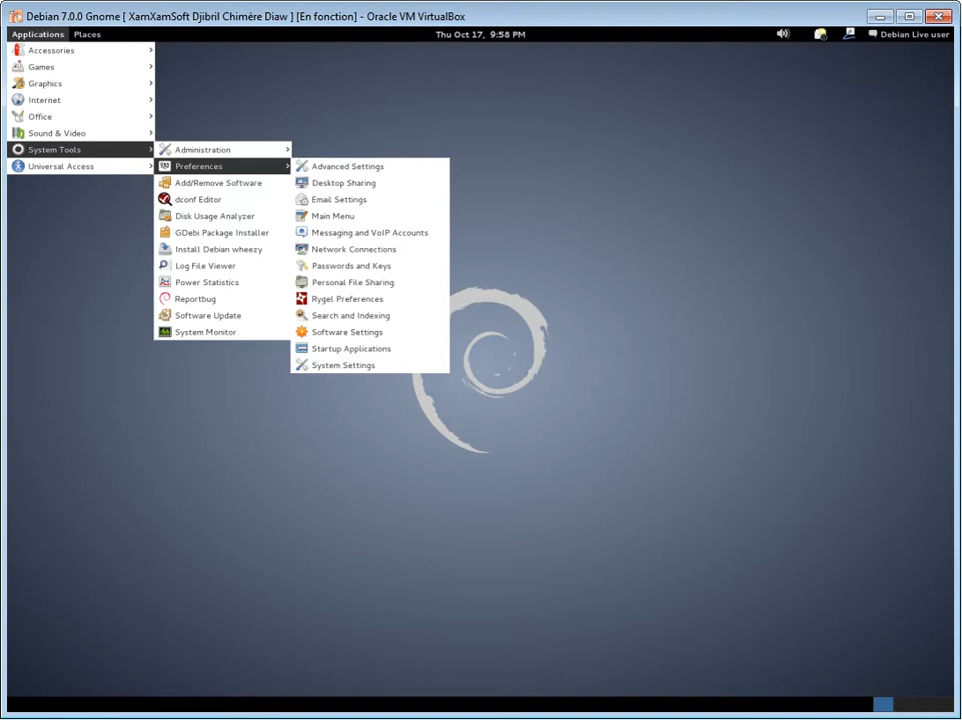 Debian 7.0.0 Gnome [ XamXamSoft Djibril Chimère Diaw ] [En fonction] - Oracle VM VirtualBox
Applications Places Thu Oct 17, 9:58 PM Debian Live user
Accessories
Games
Graphics
Internet
Office
Sound & Video
System Tools
Universal Access
Administration
Preferences
Add/Remove Software
dconf Editor
Disk Usage Analyzer
GDebi Package Installer
Install Debian wheezy
Log File Viewer
Power Statistics
Reportbug
Software Update
System Monitor
Advanced Settings
Desktop Sharing
Email Settings
Main Menu
Messaging and VoIP Accounts
Network Connections
Passwords and Keys
Personal File Sharing
Rygel Preferences
Search and Indexing
Software Settings
Startup Applications
System Settings